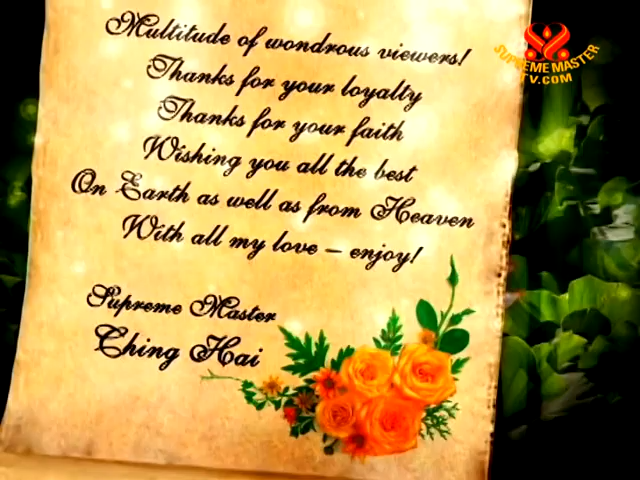 Multitude of wondrous viewers!
Thanks for your loyalty
Thanks for your faith
Wishing you all the best
On Earth as well as from Heaven
With all my love – enjoy!
Supreme Master
Ching Hai
SUPREME MASTER
TV.COM